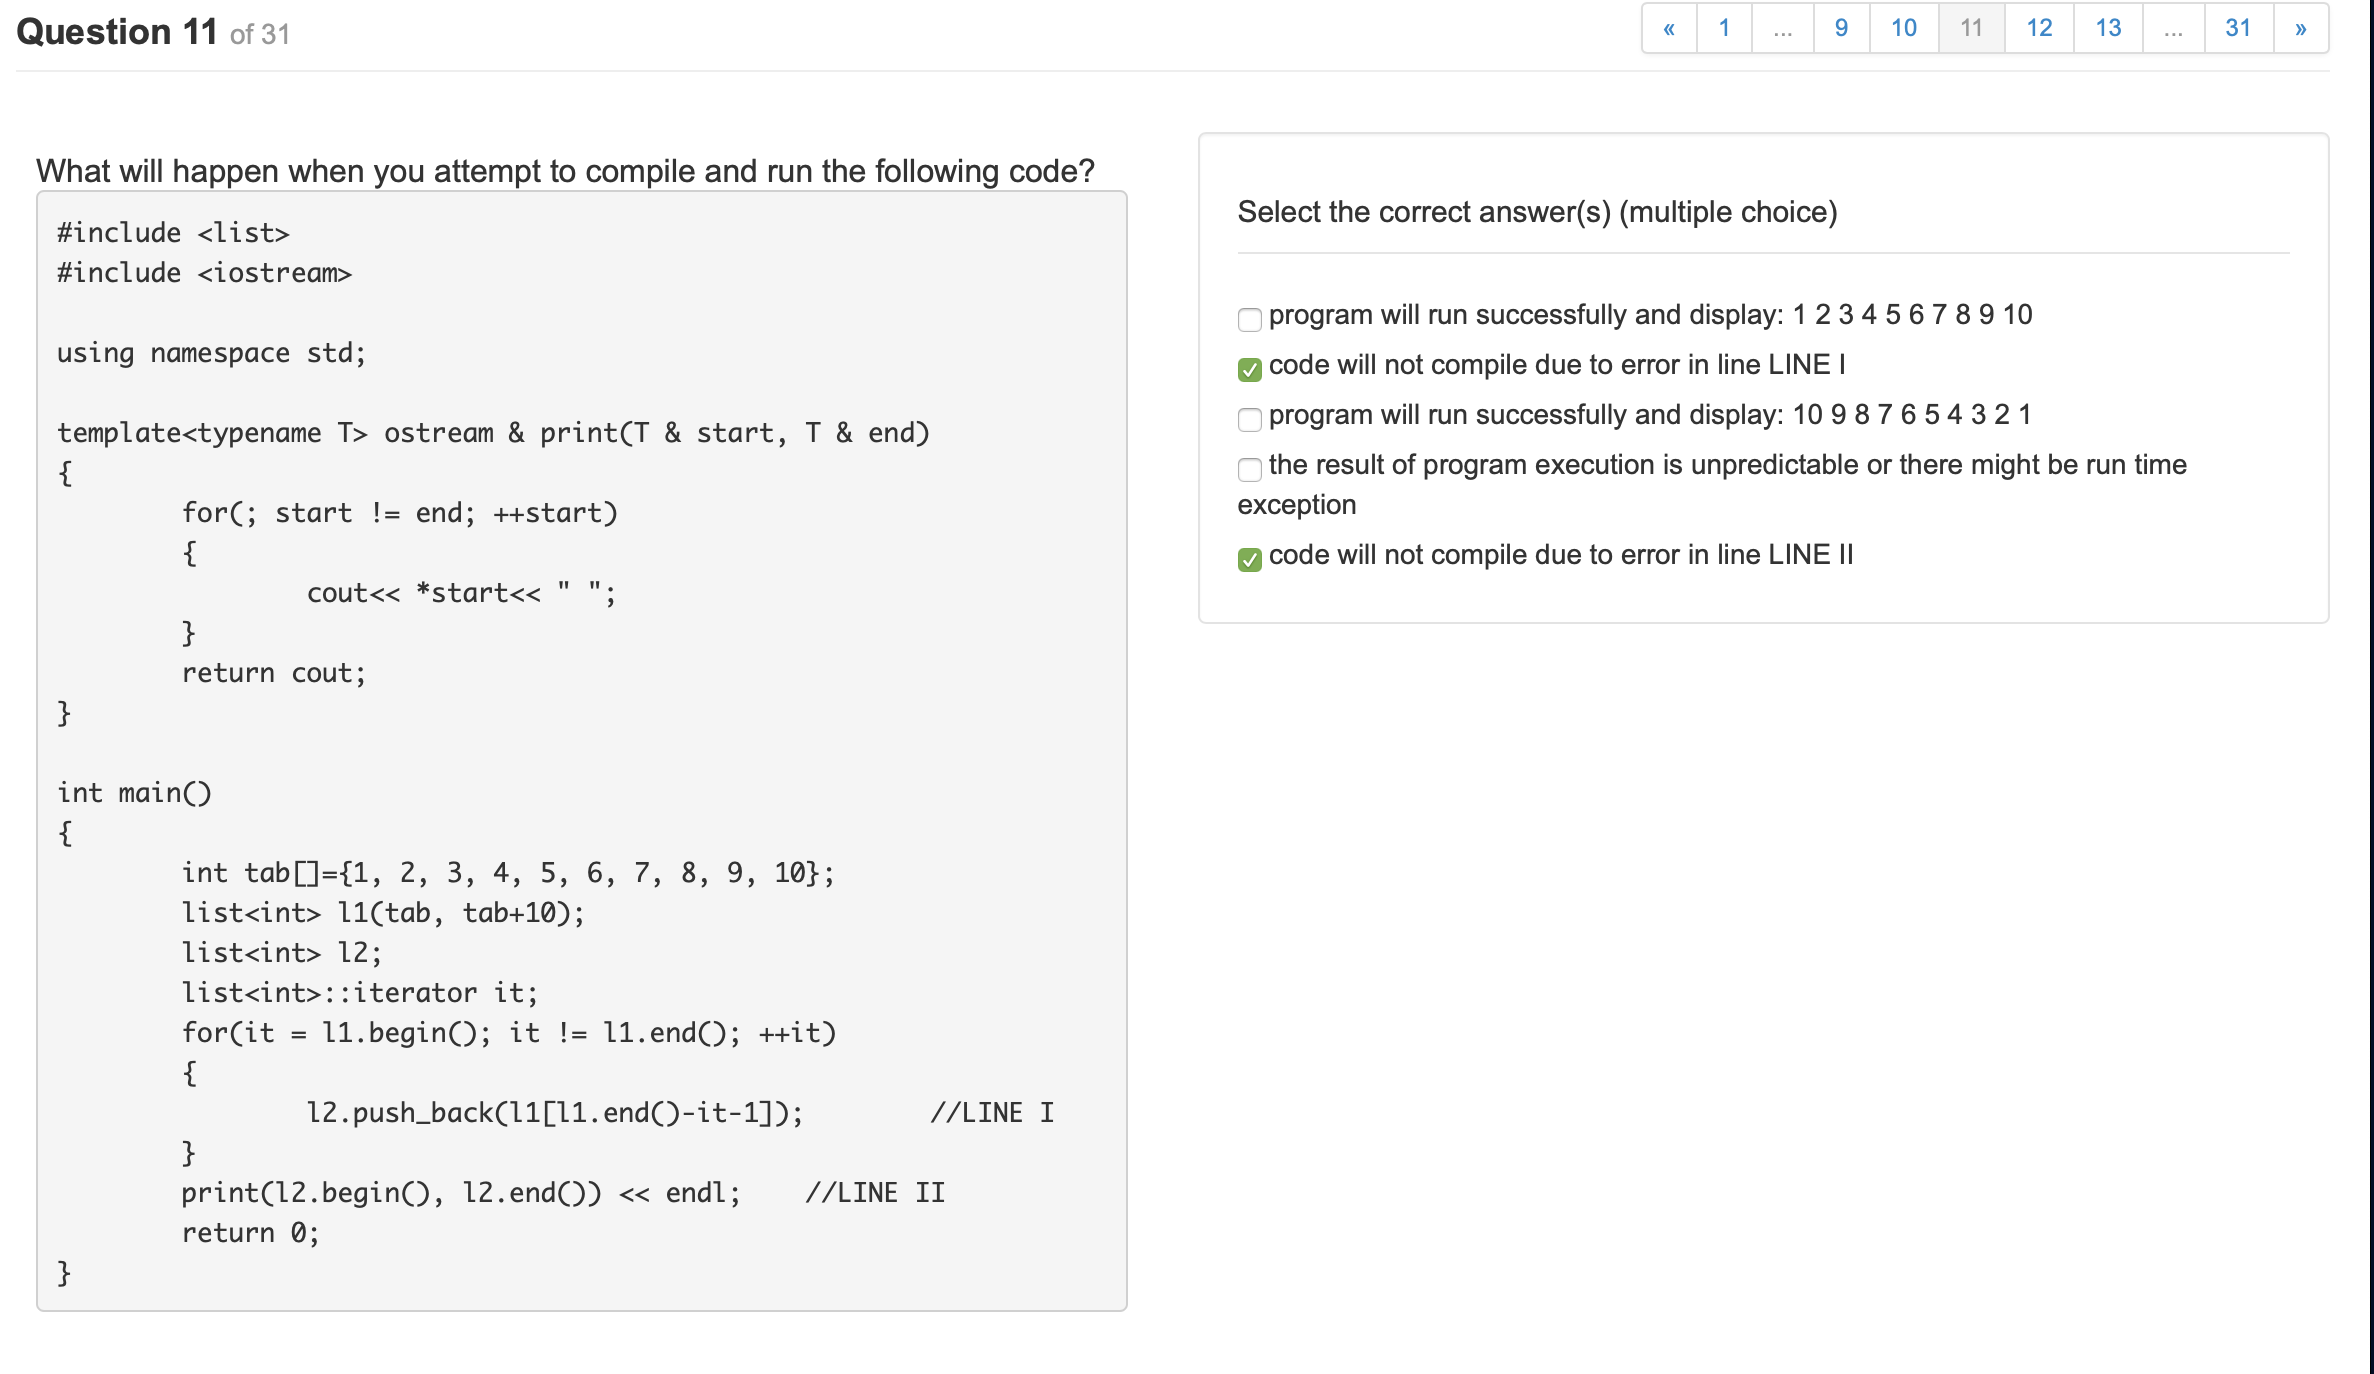 Question 11 of 31
« 1 ... 9 10 11 12 13 ... 31 »
What will happen when you attempt to compile and run the following code?
#include <list>
#include <iostream>
using namespace std;
template<typename T> ostream & print(T & start, T & end)
{
for(; start != end; ++start)
{
cout<< *start<< " ";
}
return cout;
}
int main()
{
int tab[]={1, 2, 3, 4, 5, 6, 7, 8, 9, 10};
list<int> l1(tab, tab+10);
list<int> l2;
list<int>::iterator it;
for(it = l1.begin(); it != l1.end(); ++it)
{
l2.push_back(l1[l1.end()-it-1]); //LINE I
}
print(l2.begin(), l2.end()) << endl; //LINE II
return 0;
}
Select the correct answer(s) (multiple choice)
program will run successfully and display: 1 2 3 4 5 6 7 8 9 10
code will not compile due to error in line LINE I
program will run successfully and display: 10 9 8 7 6 5 4 3 2 1
the result of program execution is unpredictable or there might be run time
exception
code will not compile due to error in line LINE II